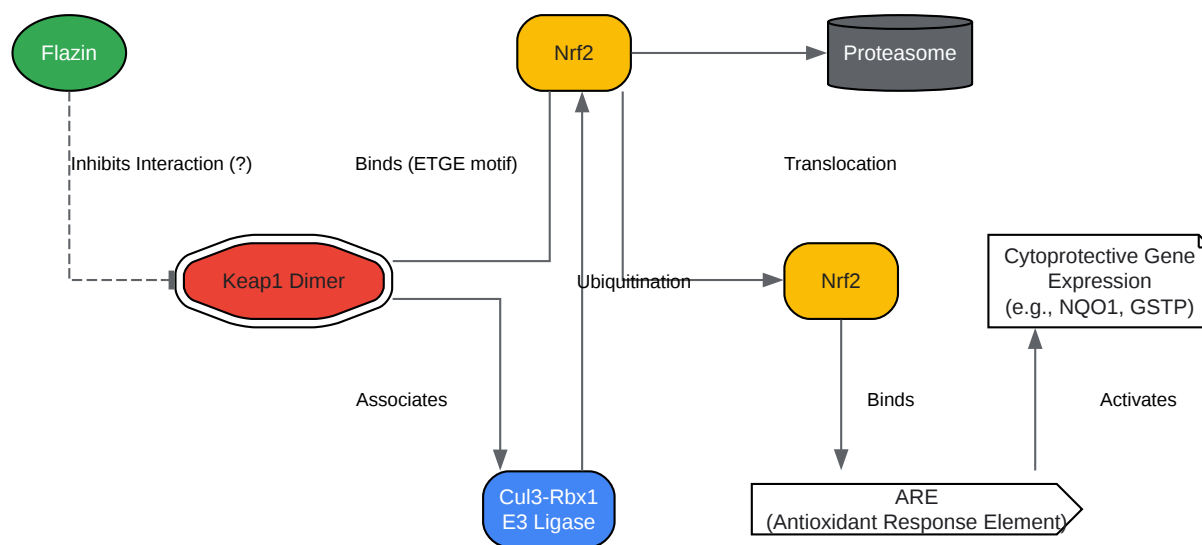 Flazin
Nrf2
Proteasome
Inhibits Interaction (?)
Binds (ETGE motif)
Translocation
Keap1 Dimer
Ubiquitination
Nrf2
Cytoprotective Gene
Expression
(e.g., NQO1, GSTP)
Associates
Binds
Activates
Cul3-Rbx1
E3 Ligase
ARE
(Antioxidant Response Element)